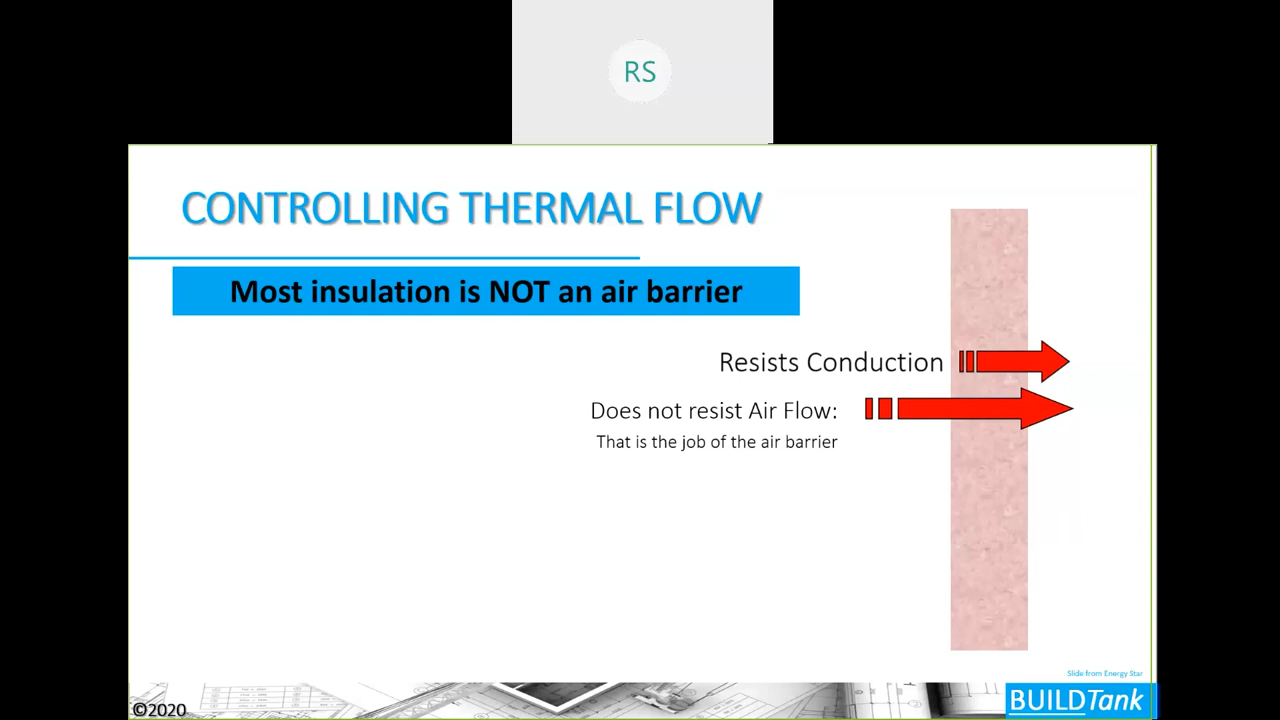 RS
CONTROLLING THERMAL FLOW
Most insulation is NOT an air barrier
Resists Conduction
Does not resist Air Flow:
That is the job of the air barrier
Slide from Energy Star
©2020
BUILDTank